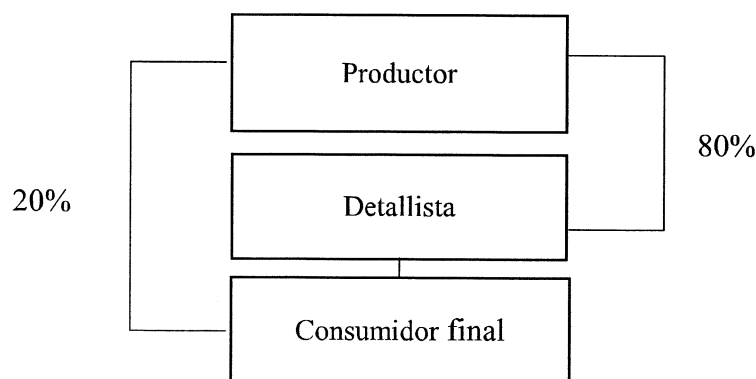 Productor
80%
Detallista
20%
Consumidor final